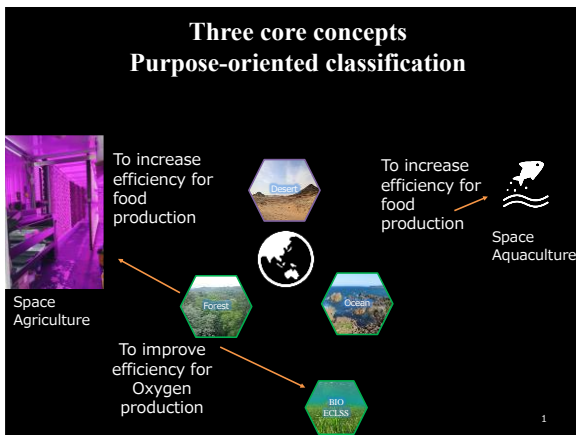 Three core concepts
Purpose-oriented classification
To increase
efficiency for
food
production
Desert
To increase
efficiency for
food
production
Space
Aquaculture
Space
Agriculture
Forest
Ocean
To improve
efficiency for
Oxygen
production
BIO
ECLSS
1